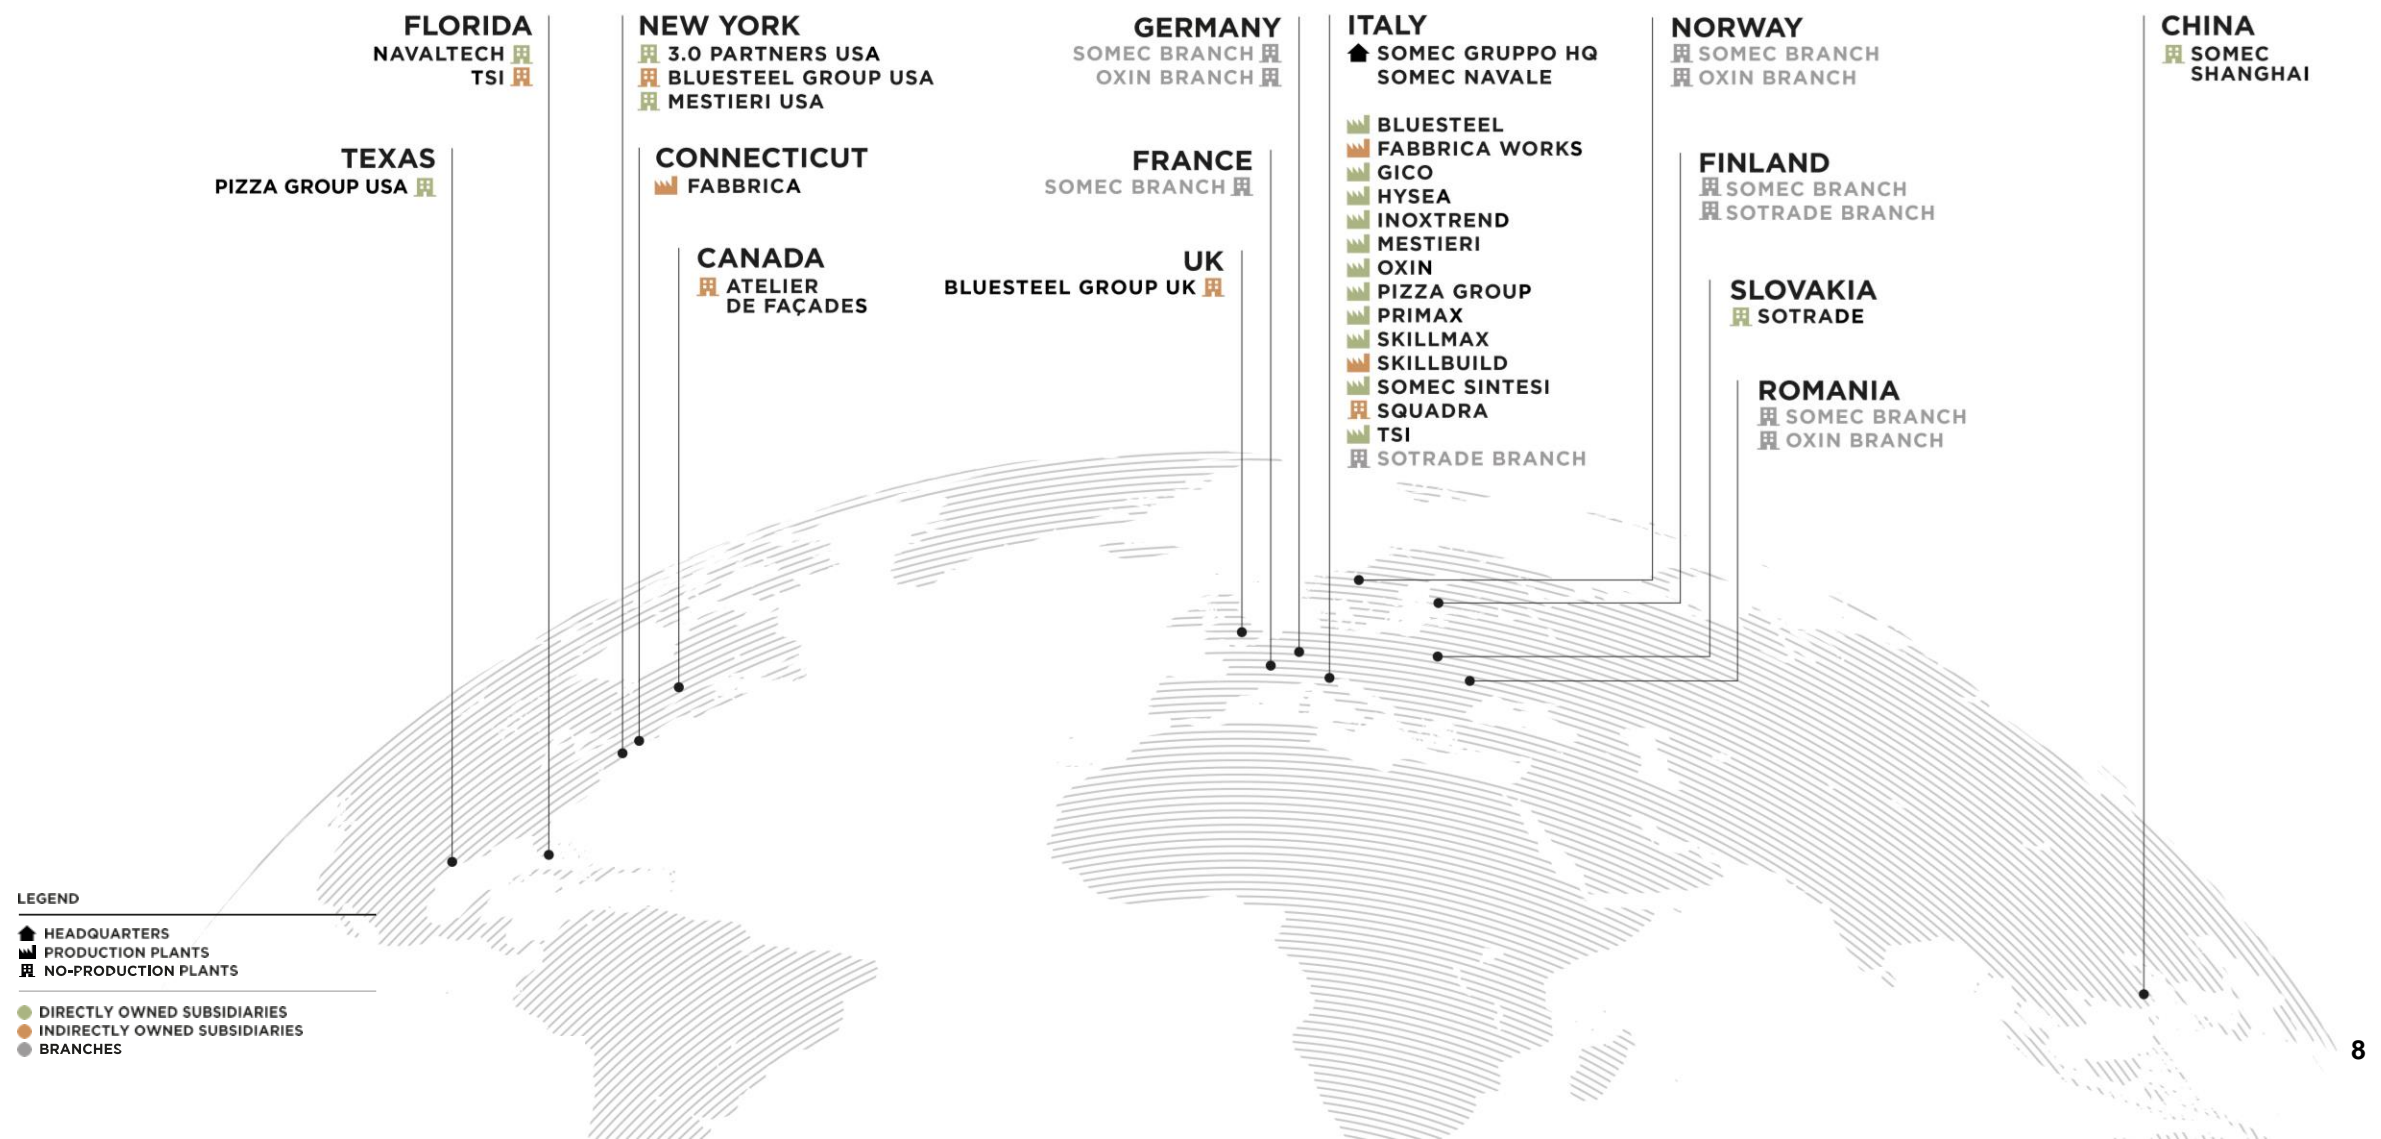 FLORIDA
NAVALTECH
TSI
NEW YORK
3.0 PARTNERS USA
BLUESTEEL GROUP USA
MESTIERI USA
TEXAS
PIZZA GROUP USA
CONNECTICUT
FABBRICA
CANADA
ATELIER
DE FAÇADES
GERMANY
SOMEC BRANCH
OXIN BRANCH
FRANCE
SOMEC BRANCH
UK
BLUESTEEL GROUP UK
ITALY
SOMEC GRUPPO HQ
SOMEC NAVALE
BLUESTEEL
FABBRICA WORKS
GICO
HYSEA
INOXTREND
MESTIERI
OXIN
PIZZA GROUP
PRIMAX
SKILLMAX
SKILLBUILD
SOMEC SINTESI
SQUADRA
TSI
SOTRADE BRANCH
NORWAY
SOMEC BRANCH
OXIN BRANCH
FINLAND
SOMEC BRANCH
SOTRADE BRANCH
SLOVAKIA
SOTRADE
ROMANIA
SOMEC BRANCH
OXIN BRANCH
CHINA
SOMEC
SHANGHAI
LEGEND
HEADQUARTERS
PRODUCTION PLANTS
NO-PRODUCTION PLANTS
DIRECTLY OWNED SUBSIDIARIES
INDIRECTLY OWNED SUBSIDIARIES
BRANCHES
8